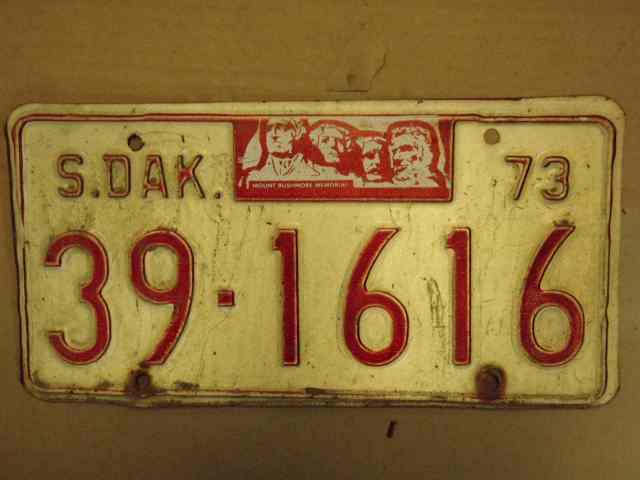 S.DAK. 73
MOUNT RUSHMORE MEMORIAL
39-1616